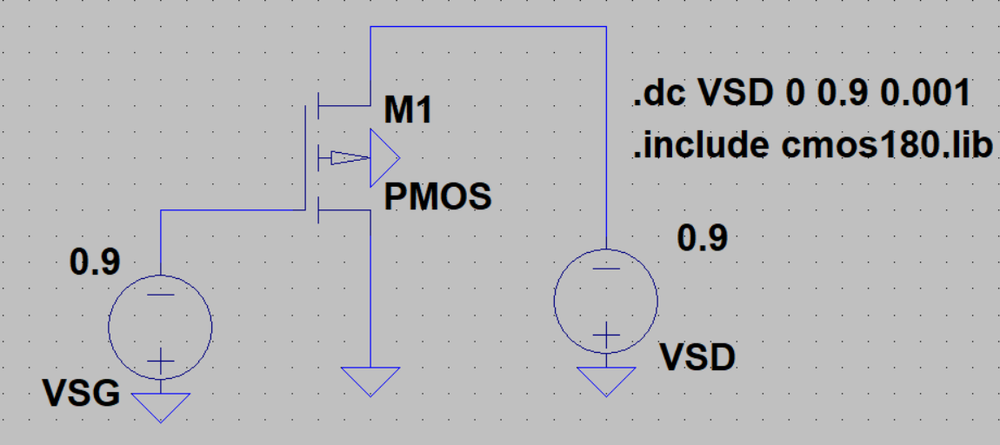 .dc VSD 0 0.9 0.001
M1
.include cmos180.lib
PMOS
0.9
0.9
VSD
VSG